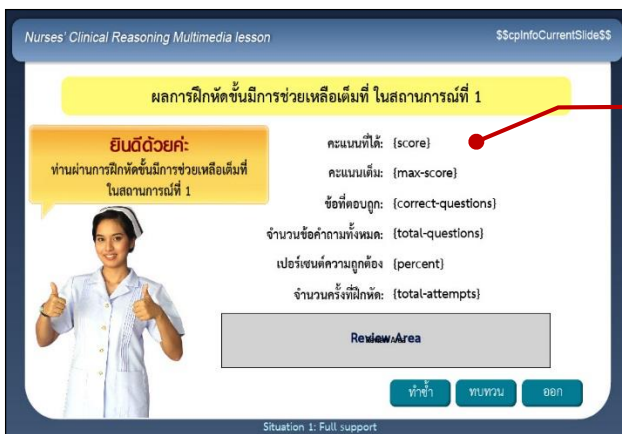 Nurses' Clinical Reasoning Multimedia lesson
$$cpInfoCurrentSlide$$
ผลการฝึกหัดขั้นมีการช่วยเหลือเต็มที่ ในสถานการณ์ที่ 1
ยินดีด้วยค่ะ
ท่านผ่านการฝึกหัดขั้นมีการช่วยเหลือเต็มที่
ในสถานการณ์ที่ 1
คะแนนที่ได้: {score}
คะแนนเต็ม: {max-score}
ข้อที่ตอบถูก: {correct-questions}
จำนวนข้อคำถามทั้งหมด: {total-questions}
เปอร์เซนต์ความถูกต้อง {percent}
จำนวนครั้งที่ฝึกหัด: {total-attempts}
Review Area
ทำซ้ำ ทบทวน ออก
Situation 1: Full support